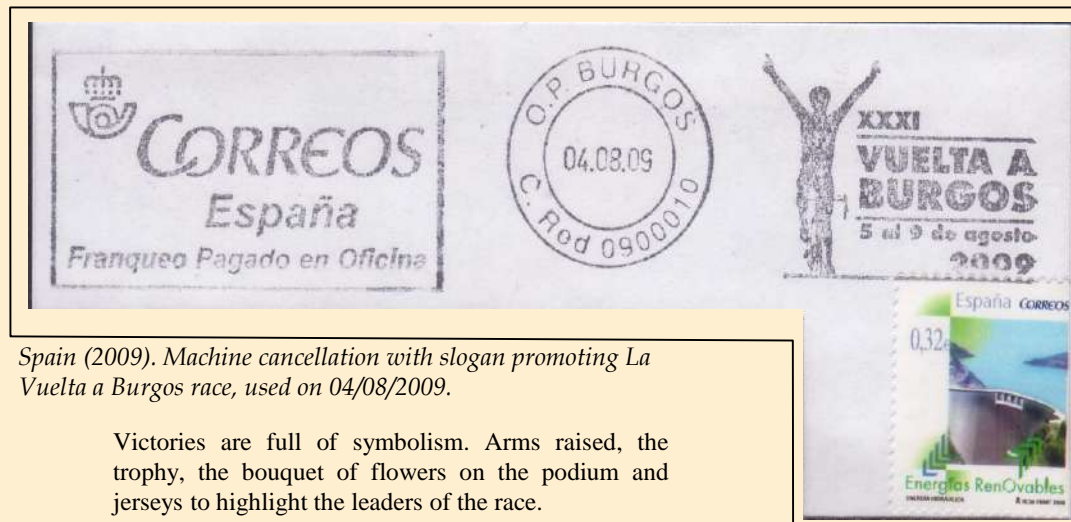 CORREOS
España
Franqueo Pagado en Oficina
O.P. BURGOS
04.08.09
C. Red 0900010
XXXI
VUELTA A
BURGOS
5 al 9 de agosto
2009
España CORREOS
0,32€
Energías RenOvables
ENERGÍA HIDRÁULICA
Spain (2009). Machine cancellation with slogan promoting La
Vuelta a Burgos race, used on 04/08/2009.
Victories are full of symbolism. Arms raised, the
trophy, the bouquet of flowers on the podium and
jerseys to highlight the leaders of the race.